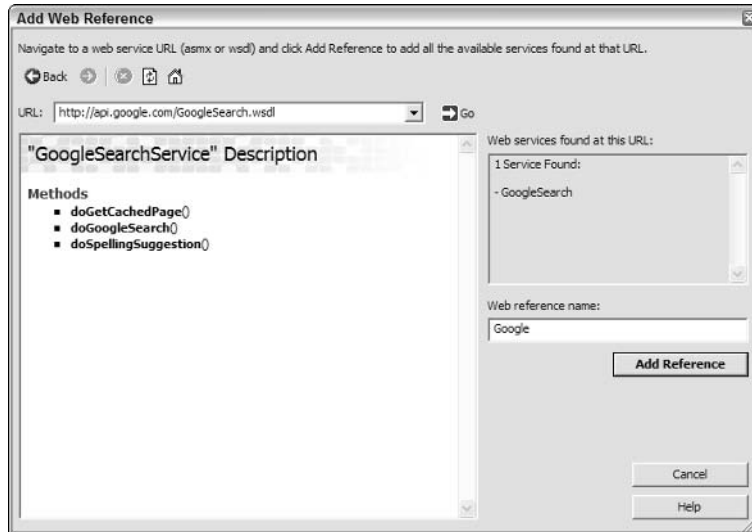 Add Web Reference
Navigate to a web service URL (asmx or wsdl) and click Add Reference to add all the available services found at that URL.
Back
URL: http://api.google.com/GoogleSearch.wsdl Go
"GoogleSearchService" Description
Methods
doGetCachedPage()
doGoogleSearch()
doSpellingSuggestion()
Web services found at this URL:
1 Service Found:
- GoogleSearch
Web reference name:
Google
Add Reference
Cancel
Help